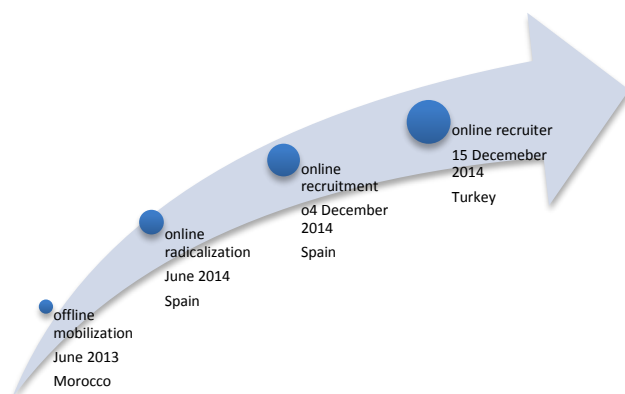 offline
mobilization
June 2013
Morocco
online
radicalization
June 2014
Spain
online
recruitment
o4 December
2014
Spain
online recruiter
15 Decemeber
2014
Turkey